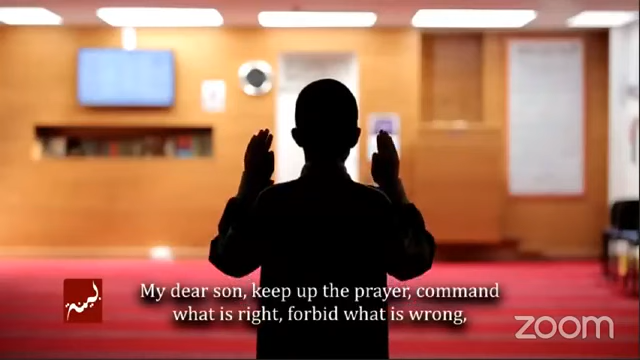 My dear son, keep up the prayer, command
what is right, forbid what is wrong,
zoom